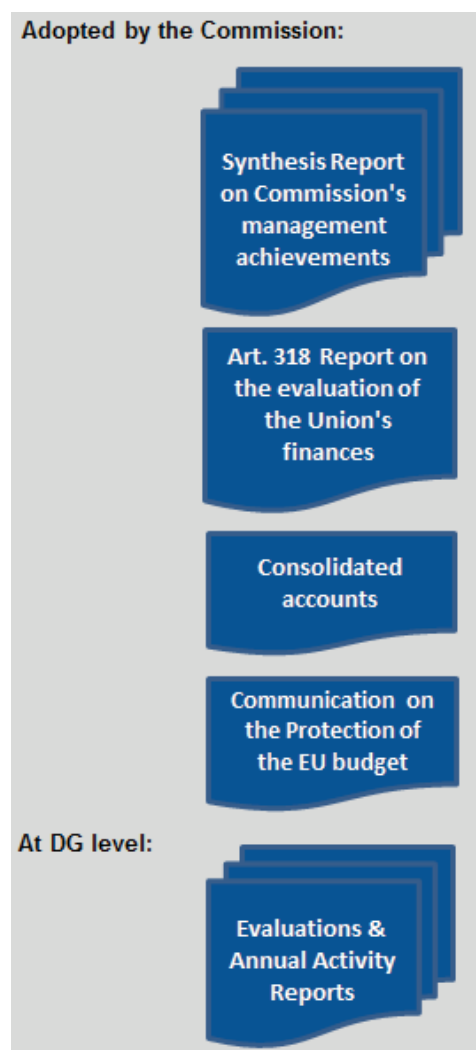 Adopted by the Commission:
Synthesis Report
on Commission's
management
achievements
Art. 318 Report on
the evaluation of
the Union's
finances
Consolidated
accounts
Communication on
the Protection of
the EU budget
At DG level:
Evaluations &
Annual Activity
Reports